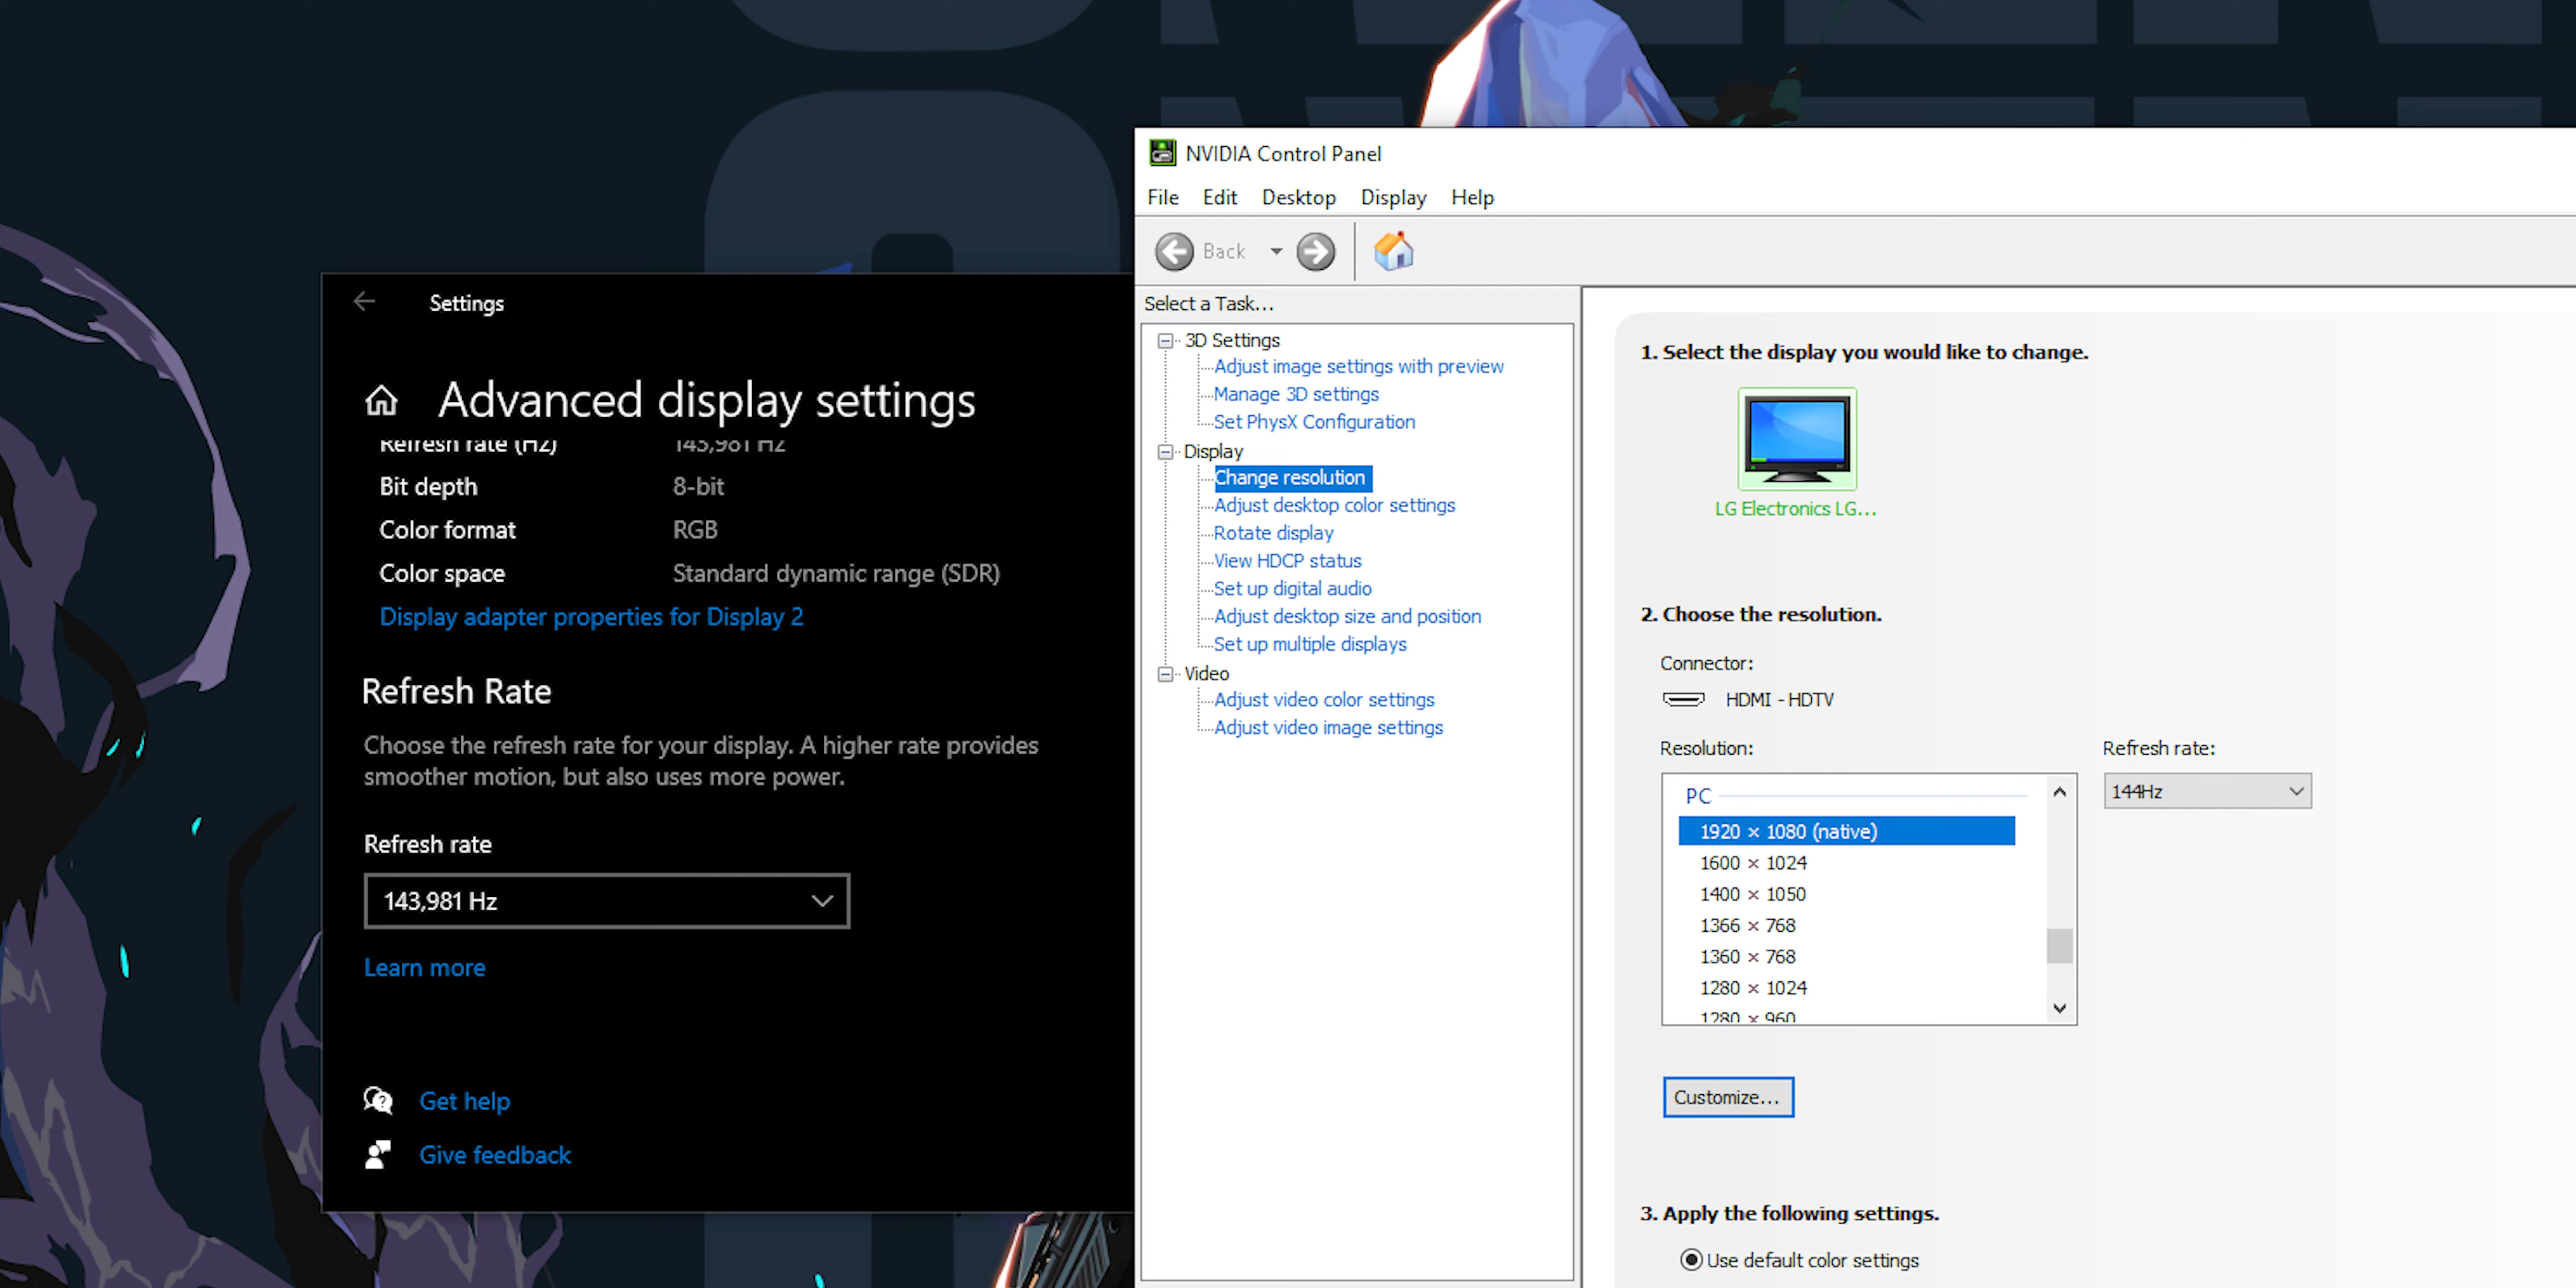 Settings
Advanced display settings
Refresh rate (Hz) 143,981 Hz
Bit depth 8-bit
Color format RGB
Color space Standard dynamic range (SDR)
Display adapter properties for Display 2
Refresh Rate
Choose the refresh rate for your display. A higher rate provides
smoother motion, but also uses more power.
Refresh rate
143,981 Hz
Learn more
Get help
Give feedback
NVIDIA Control Panel
File Edit Desktop Display Help
Back
Select a Task...
3D Settings
Adjust image settings with preview
Manage 3D settings
Set PhysX Configuration
Display
Change resolution
Adjust desktop color settings
Rotate display
View HDCP status
Set up digital audio
Adjust desktop size and position
Set up multiple displays
Video
Adjust video color settings
Adjust video image settings
1. Select the display you would like to change.
LG Electronics LG...
2. Choose the resolution.
Connector:
HDMI - HDTV
Resolution:
Refresh rate:
PC
144Hz
1920 × 1080 (native)
1600 × 1024
1400 × 1050
1366 × 768
1360 × 768
1280 × 1024
1280 × 960
Customize...
3. Apply the following settings.
Use default color settings